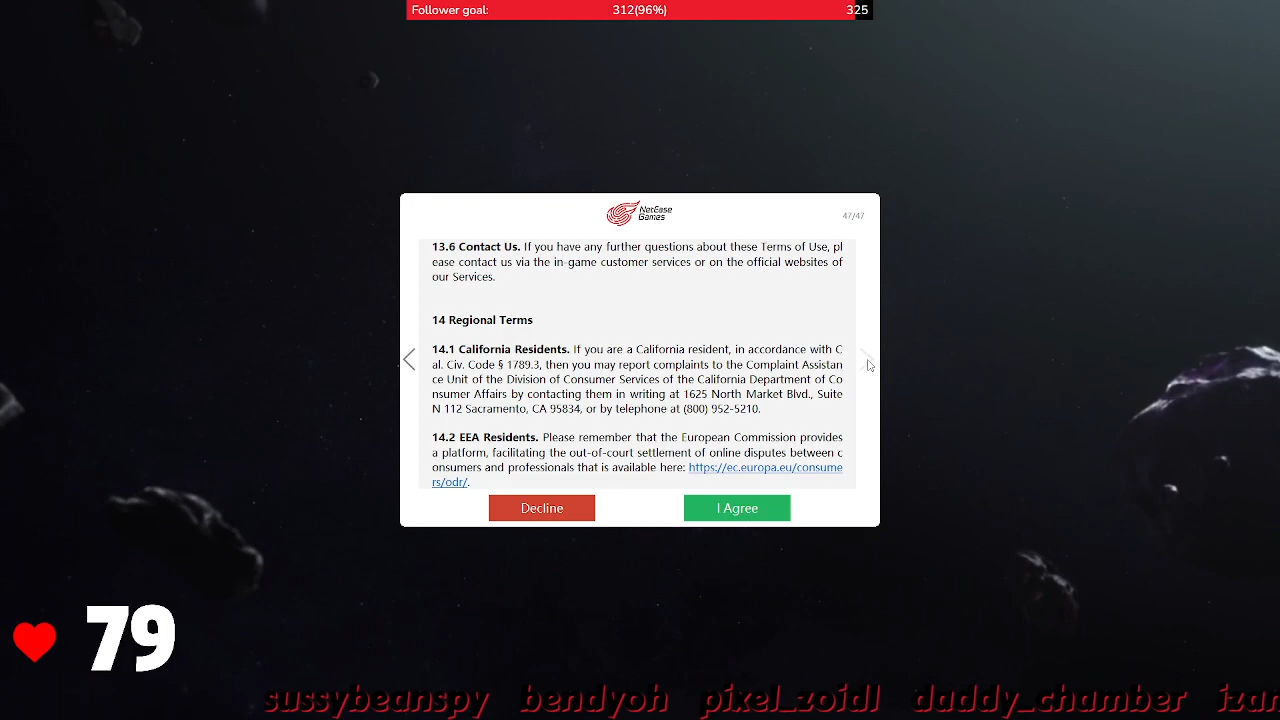 Follower goal: 312(96%) 325
NetEase Games
47/47
13.6 Contact Us. If you have any further questions about these Terms of Use, pl
ease contact us via the in-game customer services or on the official websites of
our Services.
14 Regional Terms
14.1 California Residents. If you are a California resident, in accordance with C
al. Civ. Code § 1789.3, then you may report complaints to the Complaint Assistan
ce Unit of the Division of Consumer Services of the California Department of Co
nsumer Affairs by contacting them in writing at 1625 North Market Blvd., Suite
N 112 Sacramento, CA 95834, or by telephone at (800) 952-5210.
14.2 EEA Residents. Please remember that the European Commission provides
a platform, facilitating the out-of-court settlement of online disputes between c
onsumers and professionals that is available here: https://ec.europa.eu/consume
rs/odr/.
Decline I Agree
79
sussybeanspy bendyoh pixel_zoidl daddy_chamber